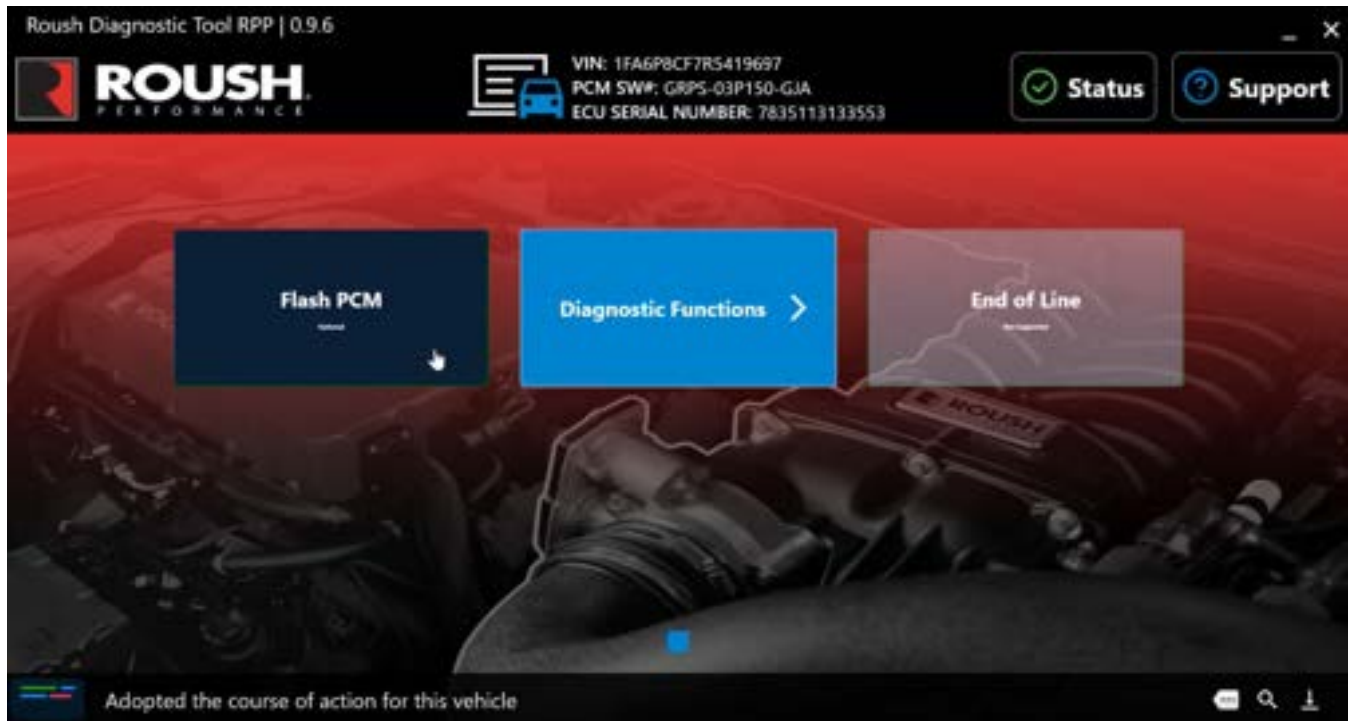 Roush Diagnostic Tool RPP | 0.9.6
ROUSH
PERFORMANCE
VIN: 1FA6P8CF7R5419697
PCM SW#: GRPS-03P150-GJA
ECU SERIAL NUMBER: 7835113133553
Status
Support
Flash PCM
Diagnostic Functions
End of Line
ROUSH
Adopted the course of action for this vehicle